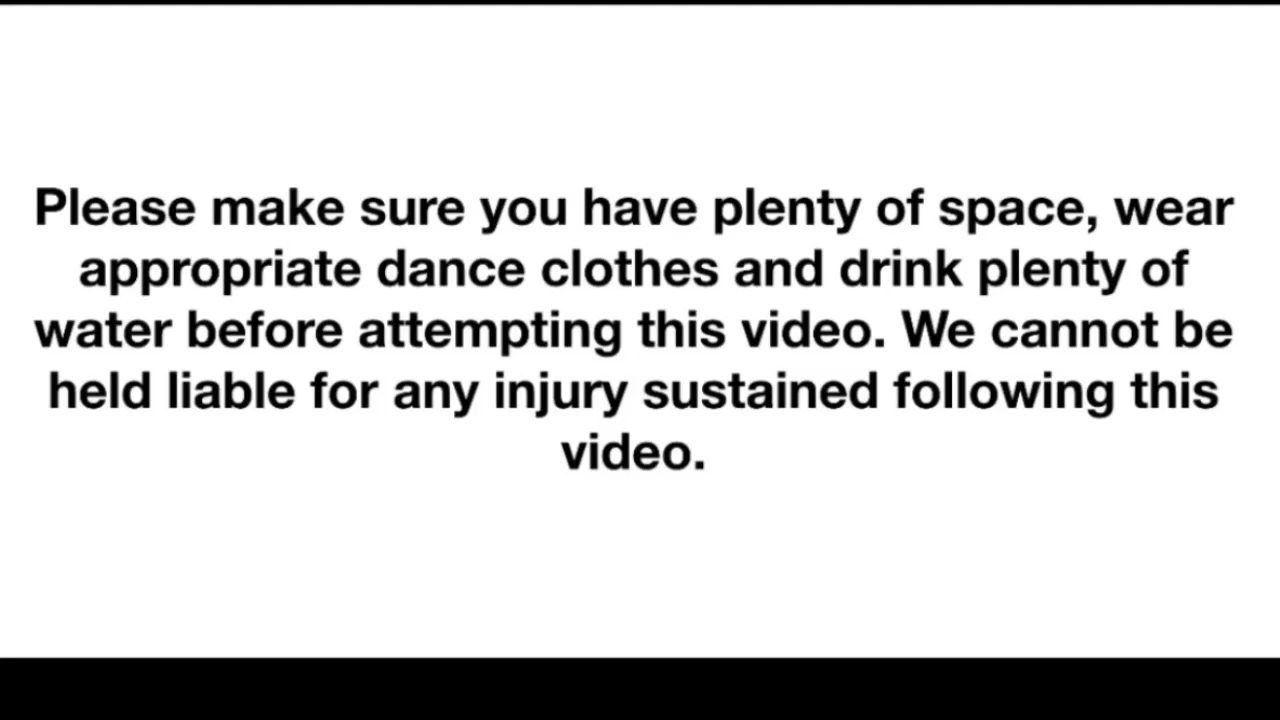 Please make sure you have plenty of space, wear
appropriate dance clothes and drink plenty of
water before attempting this video. We cannot be
held liable for any injury sustained following this
video.